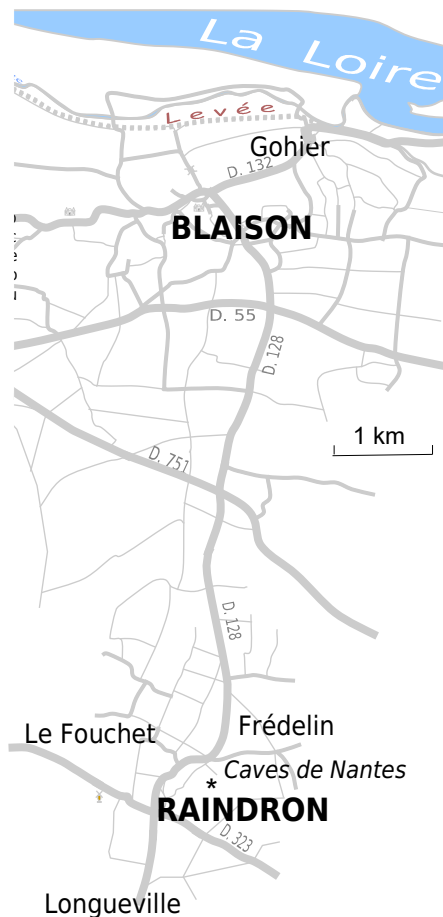 La Loire
Levée
Gohier
D. 132
BLAISON
D. 55
D. 128
1 km
D. 751
D. 128
Le Fouchet
Frédelin
Caves de Nantes
*
RAINDRON
D. 323
Longueville